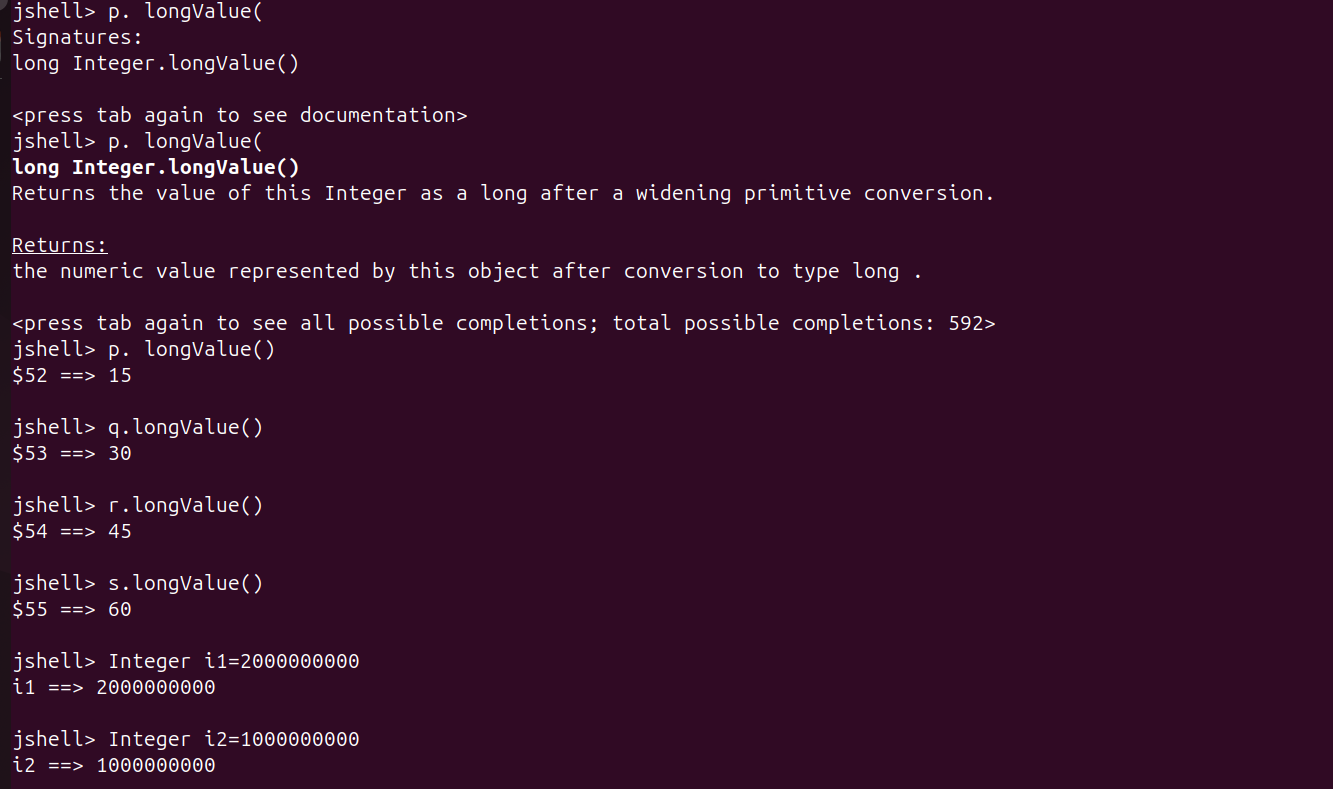 jshell> p. longValue(
Signatures:
long Integer.longValue()
<press tab again to see documentation>
jshell> p. longValue(
long Integer.longValue()
Returns the value of this Integer as a long after a widening primitive conversion.
Returns:
the numeric value represented by this object after conversion to type long .
<press tab again to see all possible completions; total possible completions: 592>
jshell> p. longValue()
$52 ==> 15
jshell> q.longValue()
$53 ==> 30
jshell> r.longValue()
$54 ==> 45
jshell> s.longValue()
$55 ==> 60
jshell> Integer i1=2000000000
i1 ==> 2000000000
jshell> Integer i2=1000000000
i2 ==> 1000000000